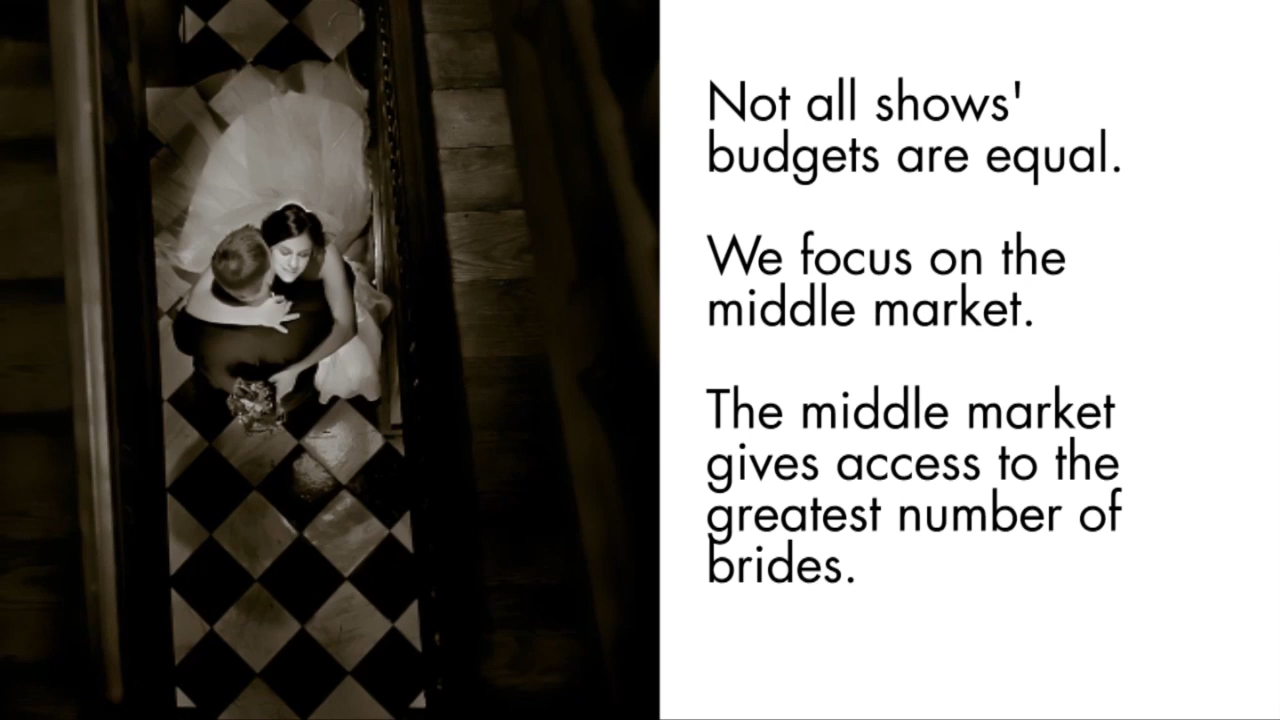 Not all shows'
budgets are equal.
We focus on the
middle market.
The middle market
gives access to the
greatest number of
brides.